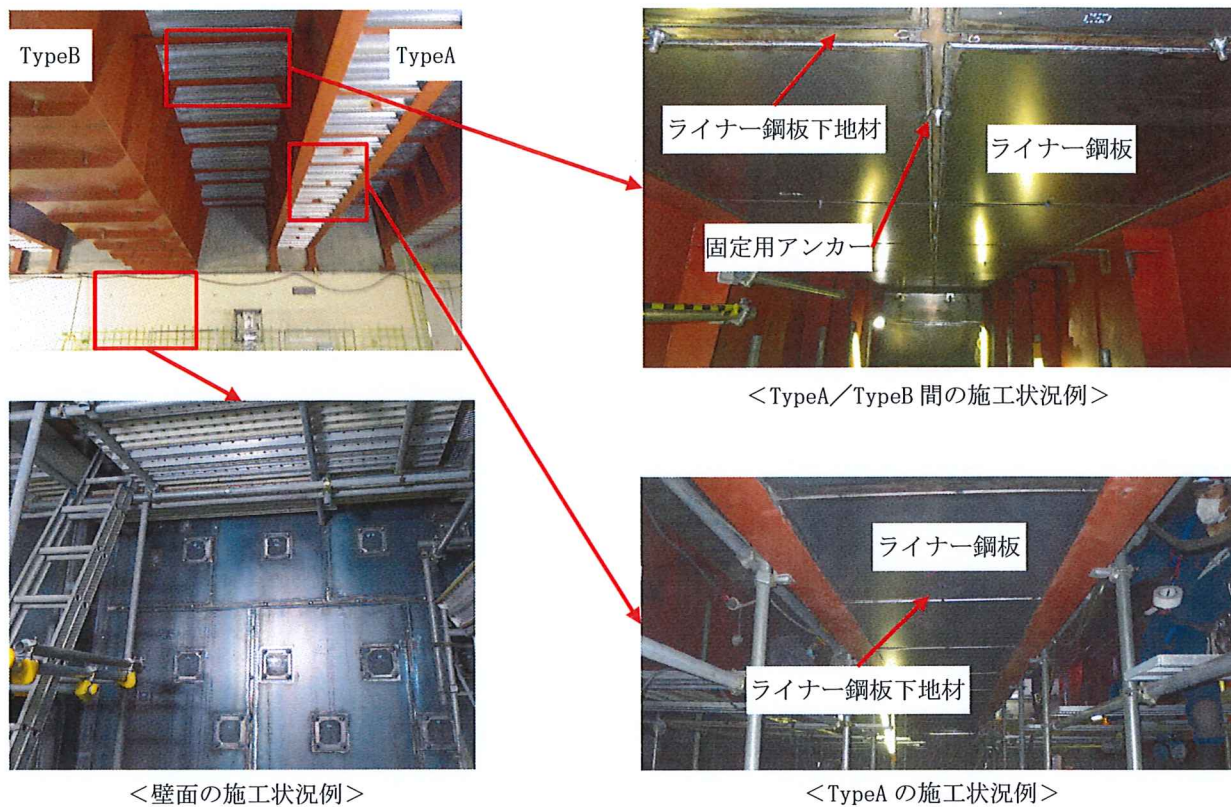 TypeB
TypeA
ライナー鋼板下地材
ライナー鋼板
固定用アンカー
<TypeA/TypeB 間の施工状況例>
ライナー鋼板
ライナー鋼板下地材
<壁面の施工状況例>
<TypeA の施工状況例>